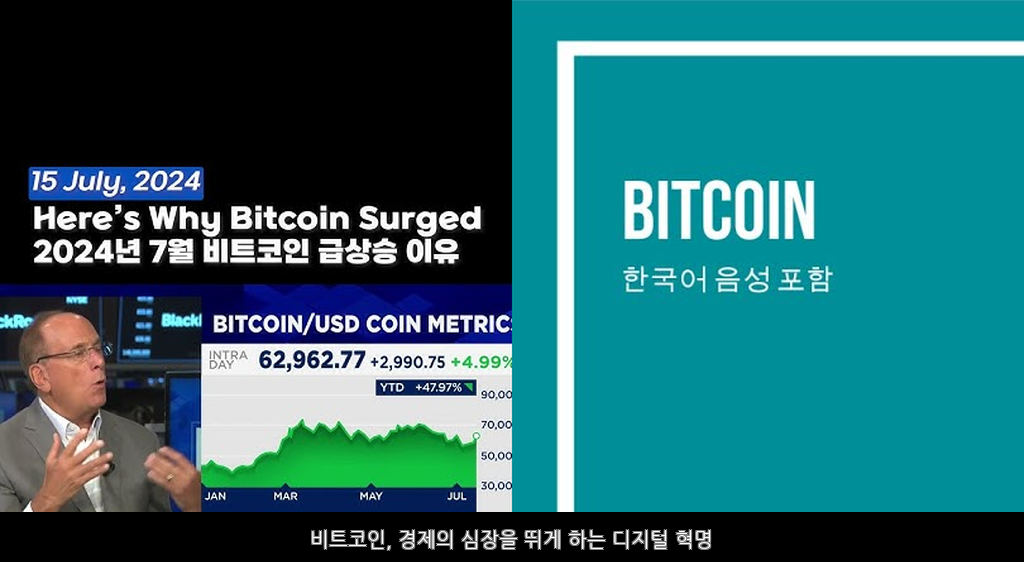 15 July, 2024
Here's Why Bitcoin Surged
2024년 7월 비트코인 급상승 이유
NYSE
ckRo
Black
BITCOIN/USD COIN METRICS
INTRA
DAY
62,962.77 +2,990.75 +4.99%
YTD +47.97%
90,00
70,00
50,00
30,00
JAN MAR MAY JUL
BITCOIN
한국어 음성 포함
비트코인, 경제의 심장을 뛰게 하는 디지털 혁명